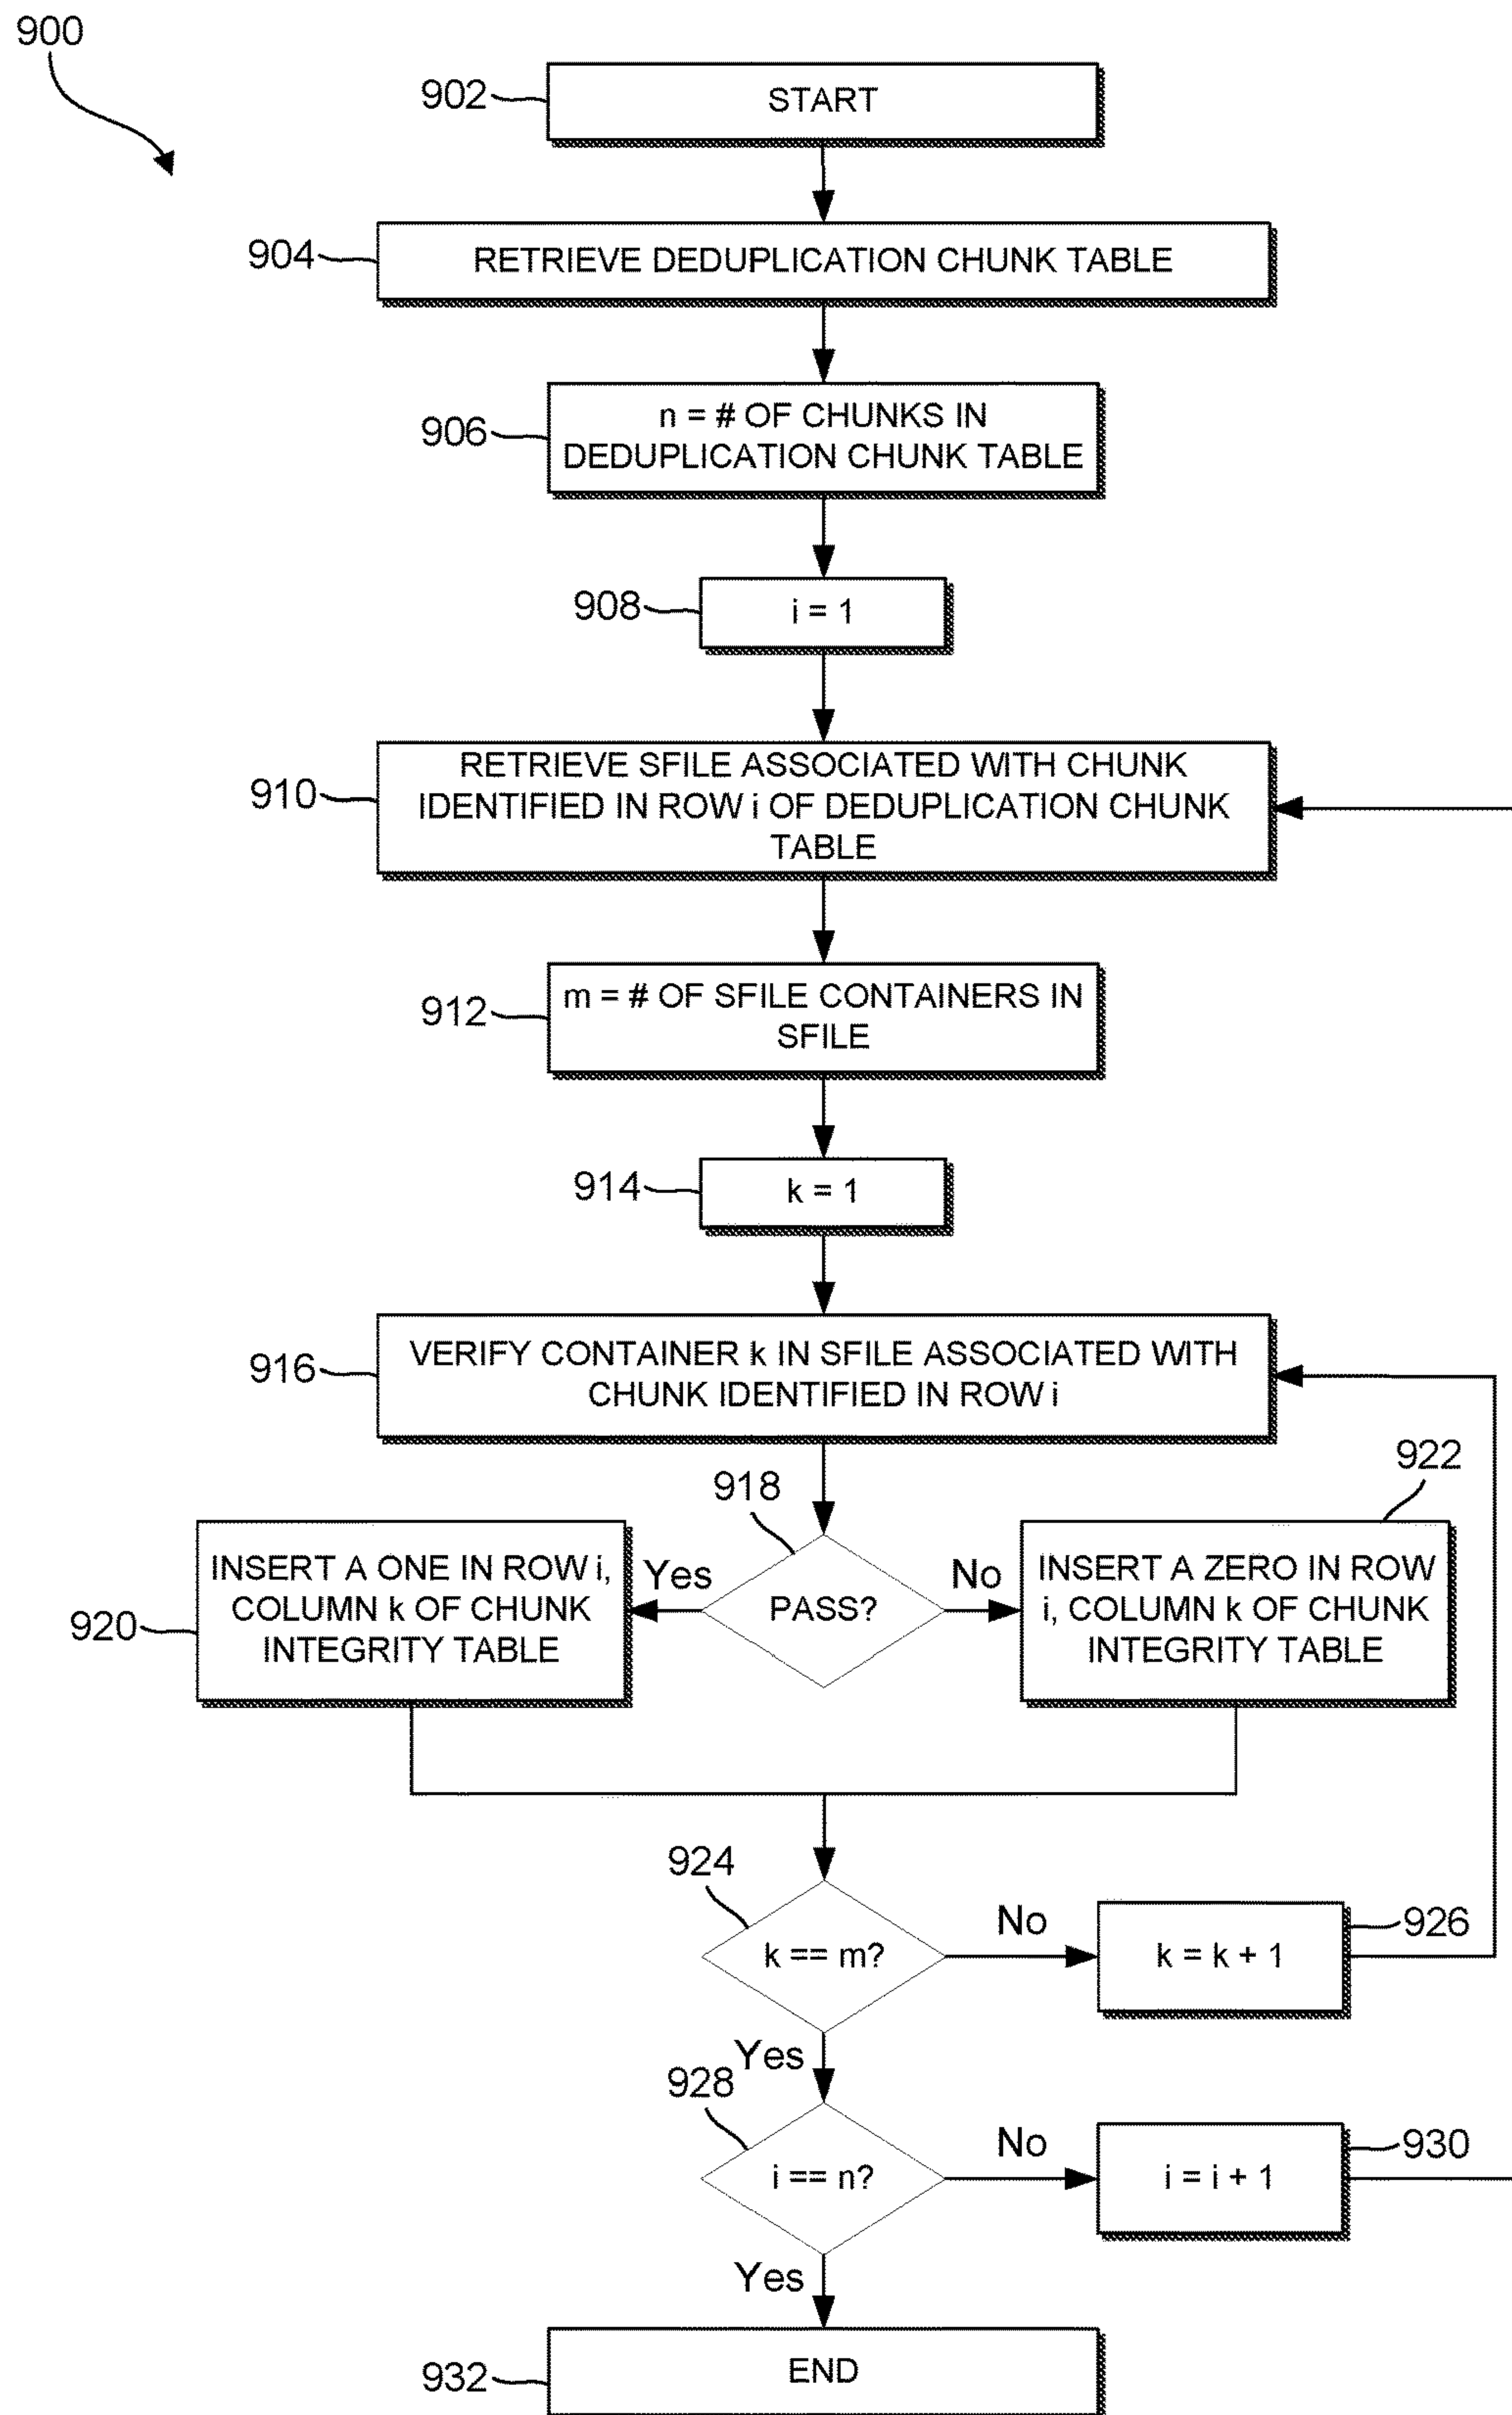 900
902
START
904
RETRIEVE DEDUPLICATION CHUNK TABLE
906
n = # OF CHUNKS IN
DEDUPLICATION CHUNK TABLE
908
i = 1
910
RETRIEVE SFILE ASSOCIATED WITH CHUNK
IDENTIFIED IN ROW i OF DEDUPLICATION CHUNK
TABLE
912
m = # OF SFILE CONTAINERS IN
SFILE
914
k = 1
916
VERIFY CONTAINER k IN SFILE ASSOCIATED WITH
CHUNK IDENTIFIED IN ROW i
918
PASS?
Yes
No
920
INSERT A ONE IN ROW i,
COLUMN k OF CHUNK
INTEGRITY TABLE
922
INSERT A ZERO IN ROW
i, COLUMN k OF CHUNK
INTEGRITY TABLE
924
k == m?
No
926
k = k + 1
Yes
928
i == n?
No
930
i = i + 1
Yes
932
END